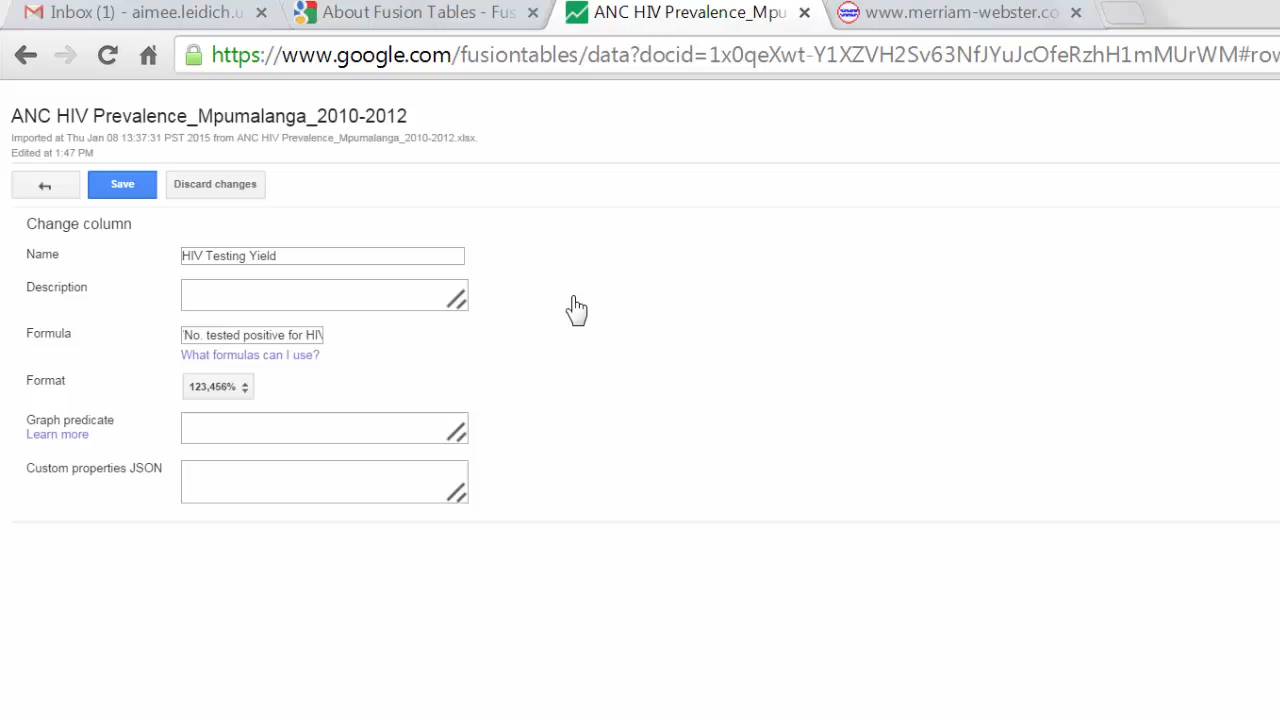 Inbox (1) - aimee.leidich.u
About Fusion Tables - Fus
ANC HIV Prevalence_Mpu
www.merriam-webster.co
https://www.google.com/fusiontables/data?docid=1x0qeXwt-Y1XZVH2Sv63NfJYuJcOfeRzhH1mMUrWM#rov
ANC HIV Prevalence_Mpumalanga_2010-2012
Imported at Thu Jan 08 13:37:31 PST 2015 from ANC HIV Prevalence_Mpumalanga_2010-2012.xlsx.
Edited at 1:47 PM
Save
Discard changes
Change column
Name
HIV Testing Yield
Description
Formula
'No. tested positive for HIV
What formulas can I use?
Format
123,456%
Graph predicate
Learn more
Custom properties JSON